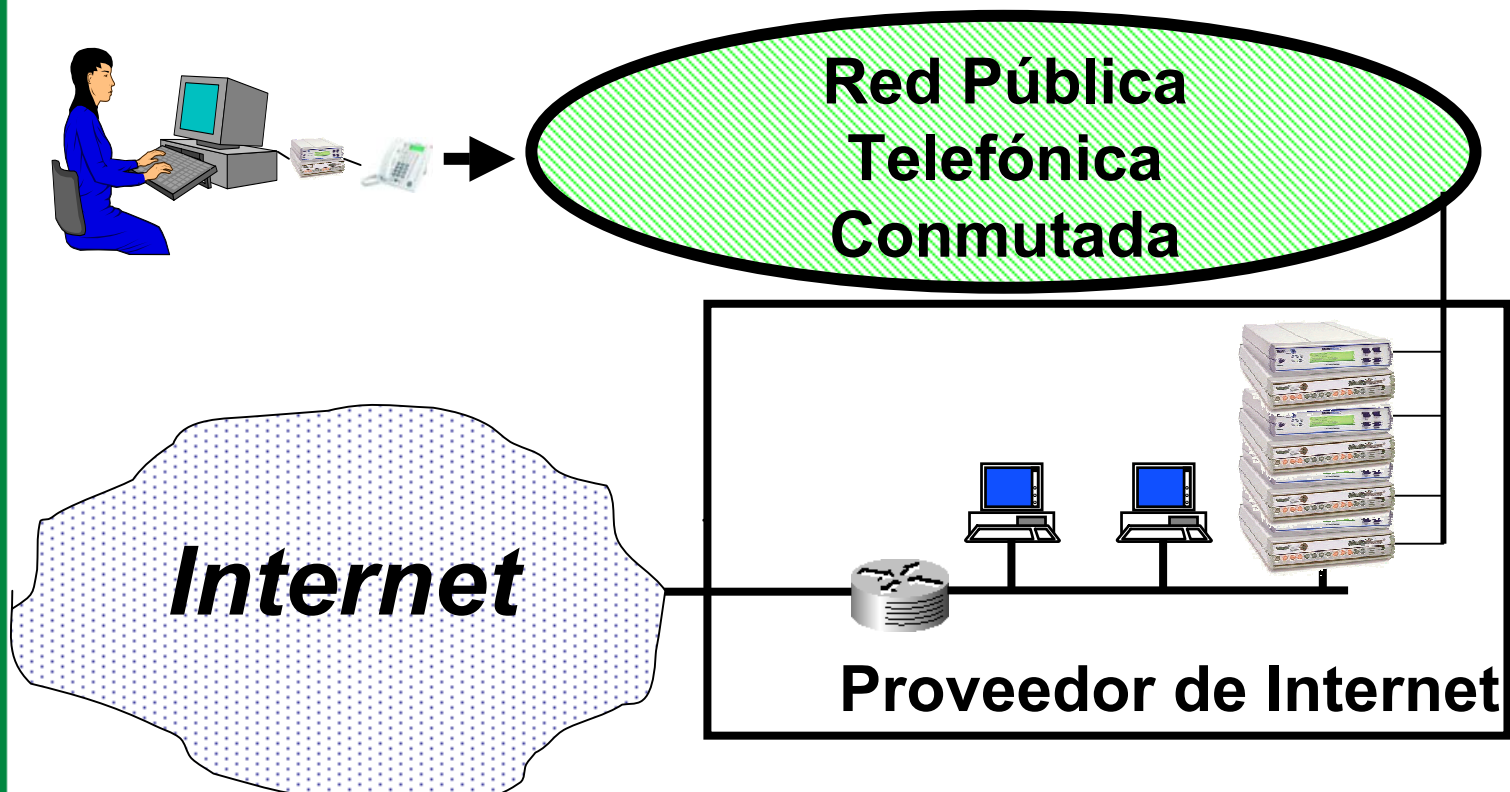 Red Pública
Telefónica
Conmutada
Internet
Proveedor de Internet